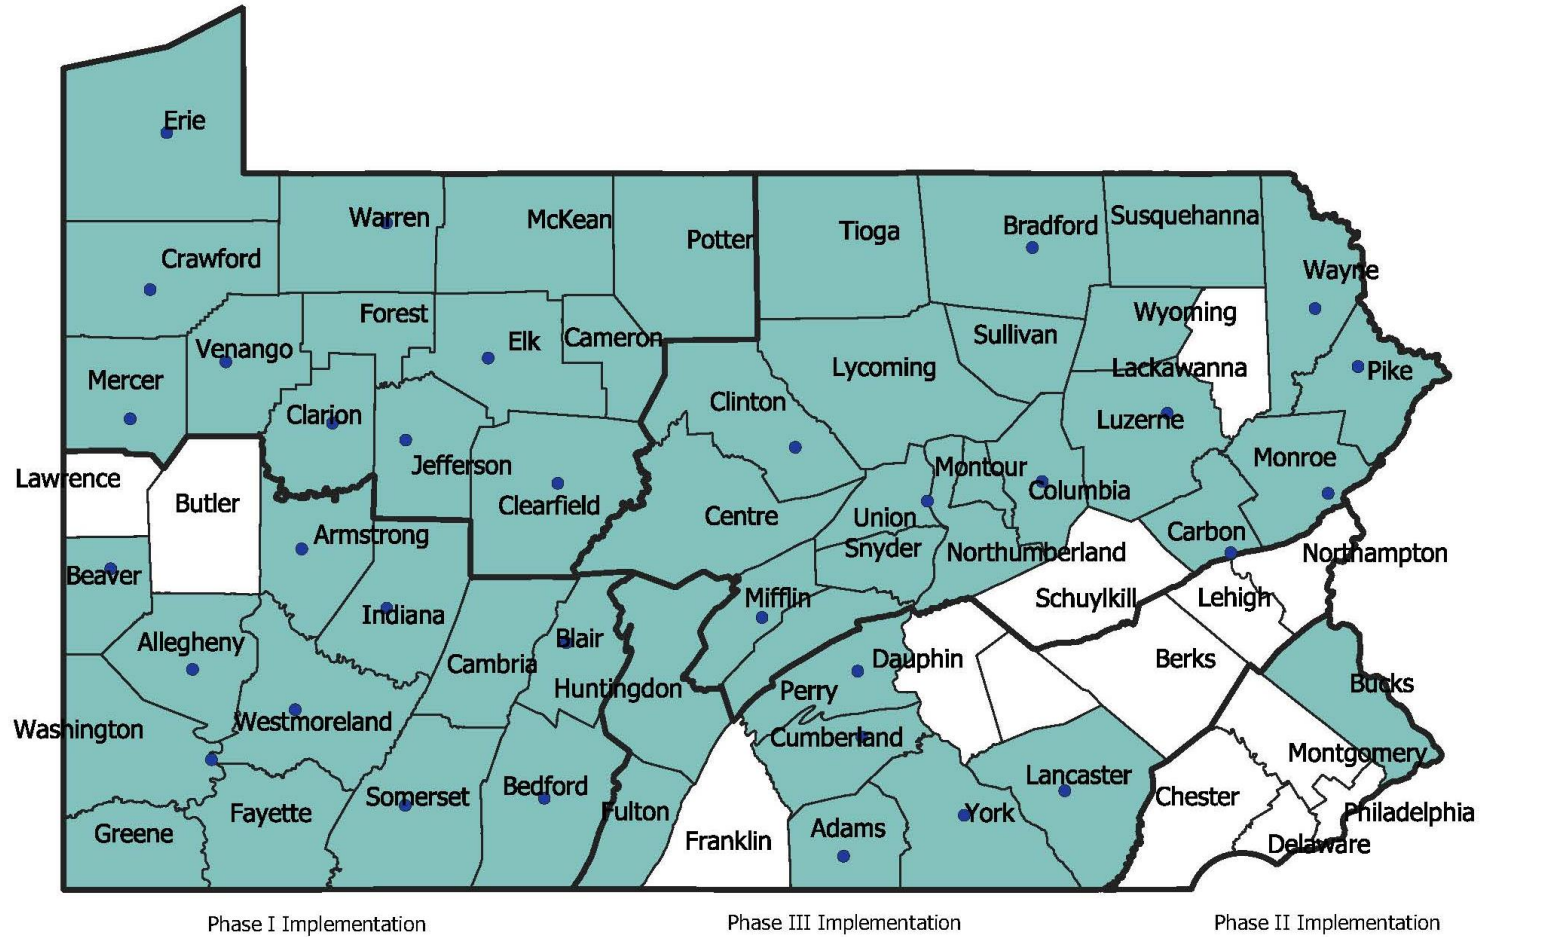 Erie
Warren
McKean
Potter
Tioga
Bradford
Susquehanna
Wayne
Crawford
Forest
Elk
Cameron
Wyoming
Sullivan
Venango
Mercer
Lycoming
Lackawanna
Pike
Clarion
Clinton
Luzerne
Jefferson
Montour
Monroe
Lawrence
Butler
Clearfield
Centre
Union
Columbia
Armstrong
Snyder
Northumberland
Carbon
Northampton
Beaver
Indiana
Mifflin
Schuylkill
Lehigh
Allegheny
Blair
Cambria
Dauphin
Berks
Huntingdon
Perry
Bucks
Washington
Westmoreland
Cumberland
Montgomery
Lancaster
Somerset
Bedford
Chester
Greene
Fayette
Fulton
Franklin
Adams
York
Philadelphia
Delaware
Phase I Implementation
Phase III Implementation
Phase II Implementation